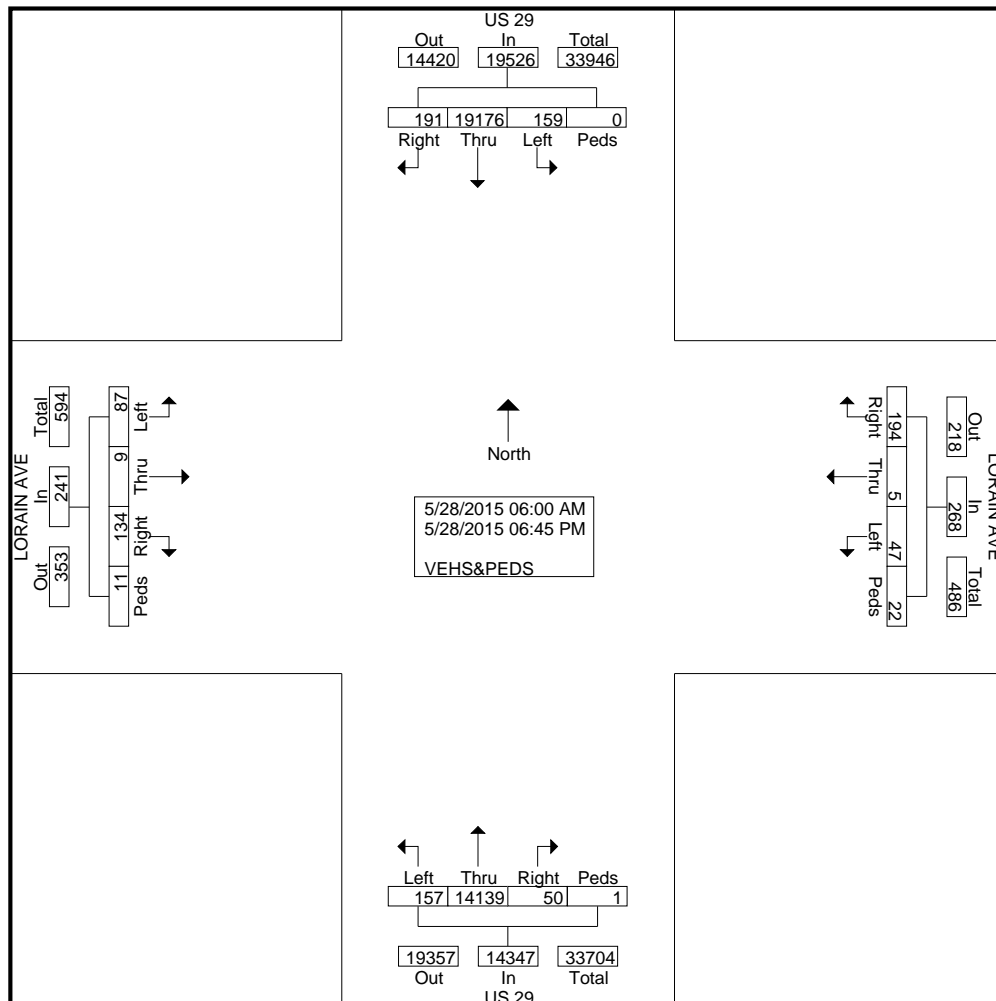 US 29
Out In Total
14420 19526 33946
191 19176 159 0
Right Thru Left Peds
LORAIN AVE
Out In Total
353 241 594
Left Thru Right Peds
87 9 134 11
North
5/28/2015 06:00 AM
5/28/2015 06:45 PM
VEHS&PEDS
Right Thru Left Peds
194 5 47 22
Out In Total
218 268 486
LORAIN AVE
Left Thru Right Peds
157 14139 50 1
19357 14347 33704
Out In Total
US 29